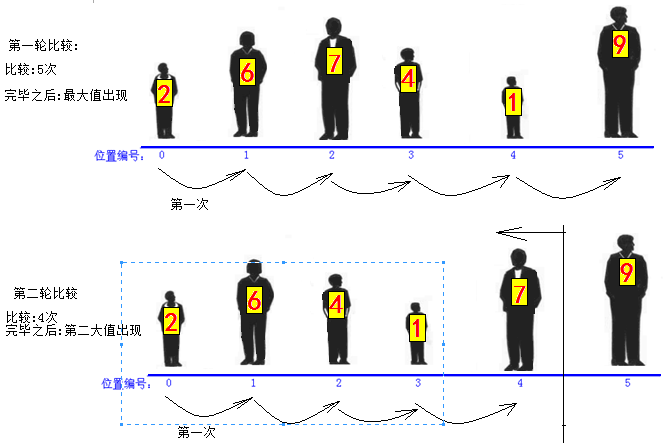 第一轮比较:
比较:5次
完毕之后:最大值出现
2 6 7 4 1 9
位置编号: 0 1 2 3 4 5
第一次
第二轮比较
比较:4次
完毕之后:第二大值出现
2 6 4 1 7 9
位置编号: 0 1 2 3 4 5
第一次